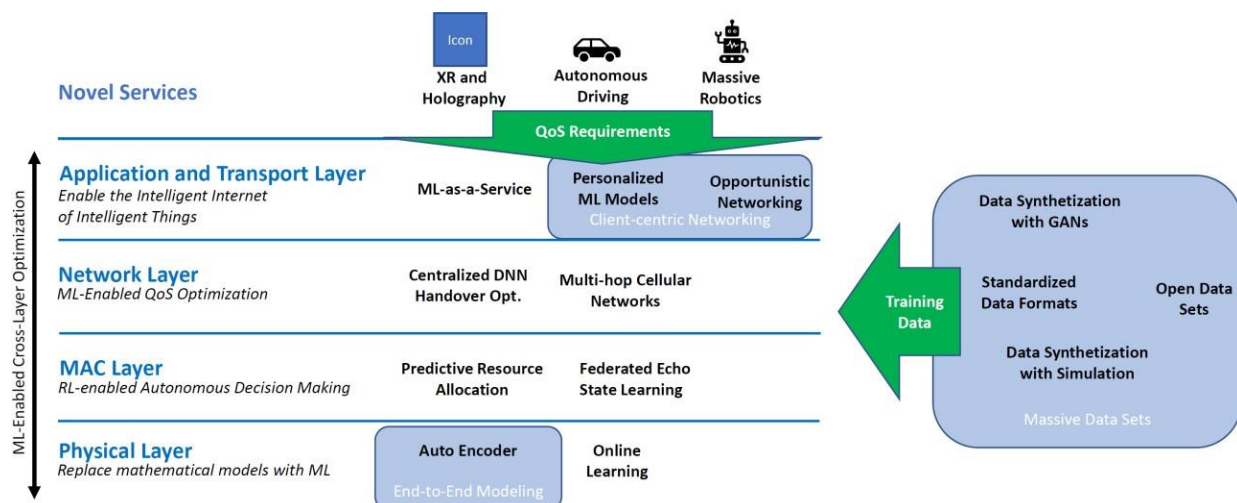 Icon
XR and
Holography
Autonomous
Driving
Massive
Robotics
Novel Services
QoS Requirements
ML-Enabled Cross-Layer Optimization
Application and Transport Layer
Enable the Intelligent Internet
of Intelligent Things
ML-as-a-Service
Personalized
ML Models
Opportunistic
Networking
Client-centric Networking
Network Layer
ML-Enabled QoS Optimization
Centralized DNN
Handover Opt.
Multi-hop Cellular
Networks
MAC Layer
RL-enabled Autonomous Decision Making
Predictive Resource
Allocation
Federated Echo
State Learning
Physical Layer
Replace mathematical models with ML
Auto Encoder
End-to-End Modeling
Online
Learning
Training
Data
Data Synthetization
with GANs
Standardized
Data Formats
Open Data
Sets
Data Synthetization
with Simulation
Massive Data Sets